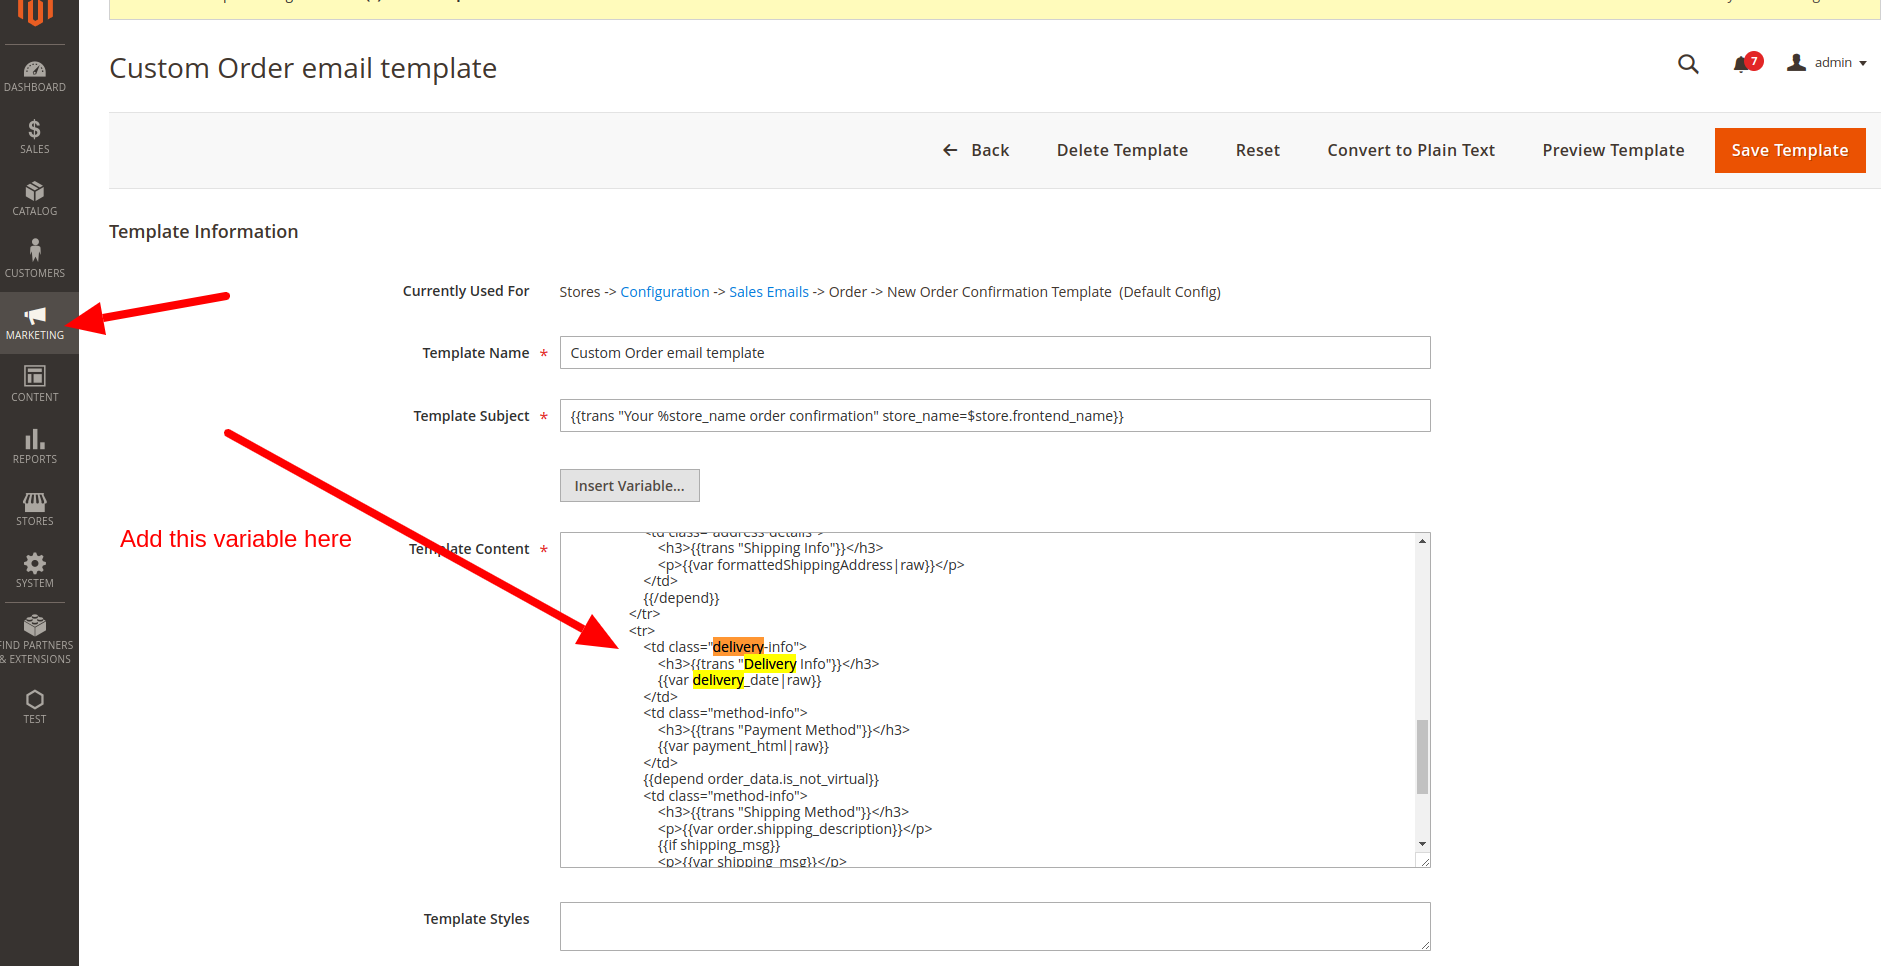 Custom Order email template
7
admin
DASHBOARD
SALES
CATALOG
CUSTOMERS
MARKETING
CONTENT
REPORTS
STORES
SYSTEM
FIND PARTNERS
& EXTENSIONS
TEST
Back
Delete Template
Reset
Convert to Plain Text
Preview Template
Save Template
Template Information
Currently Used For
Stores -> Configuration -> Sales Emails -> Order -> New Order Confirmation Template (Default Config)
Template Name *
Custom Order email template
Template Subject *
{{trans "Your %store_name order confirmation" store_name=$store.frontend_name}}
Insert Variable...
Add this variable here
Template Content *
<td class="address-details">
<h3>{{trans "Shipping Info"}}</h3>
<p>{{var formattedShippingAddress|raw}}</p>
</td>
{{/depend}}
</tr>
<tr>
<td class="delivery-info">
<h3>{{trans "Delivery Info"}}</h3>
{{var delivery_date|raw}}
</td>
<td class="method-info">
<h3>{{trans "Payment Method"}}</h3>
{{var payment_html|raw}}
</td>
{{depend order_data.is_not_virtual}}
<td class="method-info">
<h3>{{trans "Shipping Method"}}</h3>
<p>{{var order.shipping_description}}</p>
{{if shipping_msg}}
<p>{{var shipping_msg}}</p>
Template Styles